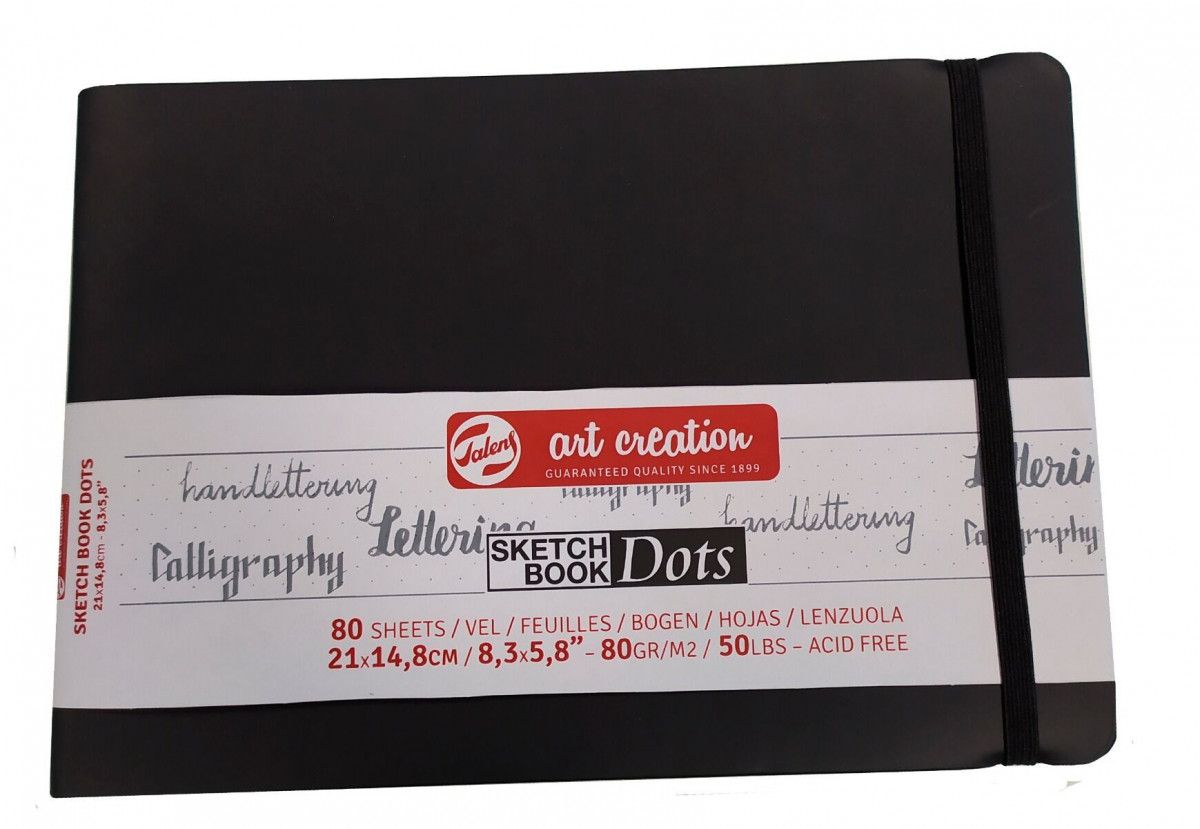 Talens
art creation
GUARANTEED QUALITY SINCE 1899
handlettering
Calligraphy
Lettering
calligraphy
handlettering
Lettering
Calligraphy
SKETCH
BOOK
Dots
80 SHEETS / VEL / FEUILLES / BOGEN / HOJAS / LENZUOLA
21x14,8CM / 8,3x5,8” – 80GR/M2 / 50LBS – ACID FREE
SKETCH BOOK DOTS
21x14,8cm - 8,3x5,8"